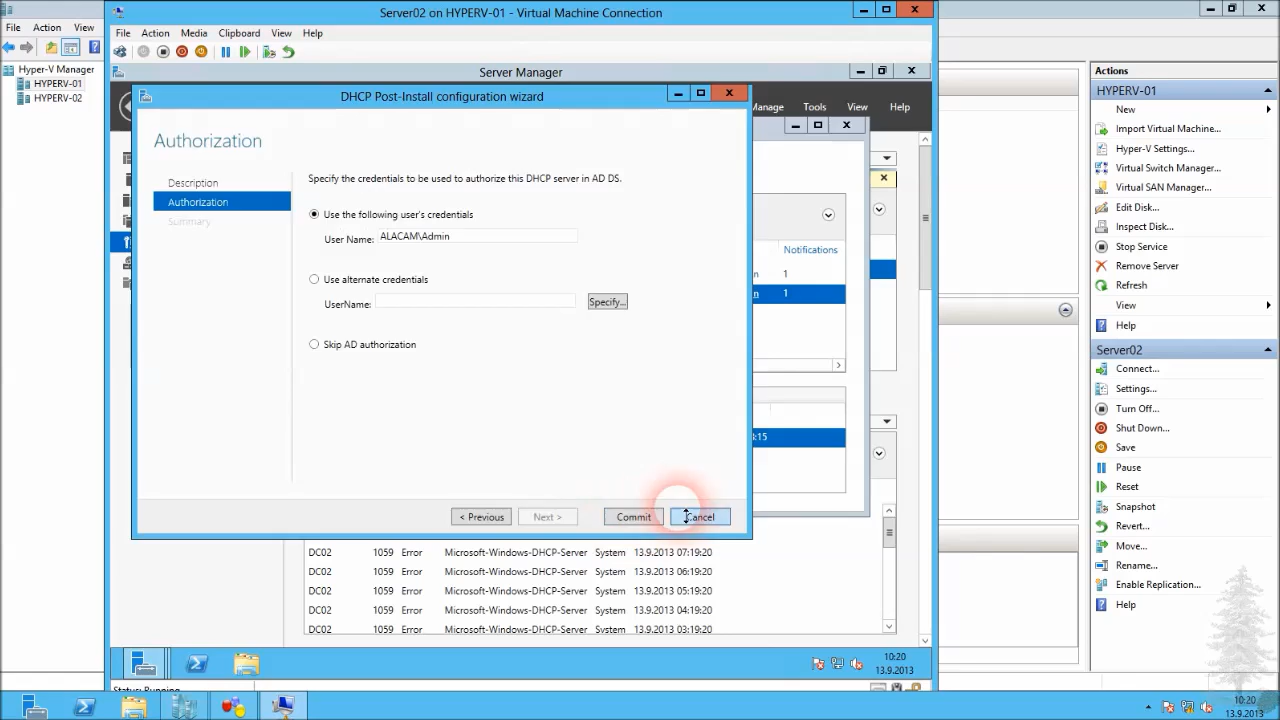 Server02 on HYPERV-01 - Virtual Machine Connection
File Action View
File Action Media Clipboard View Help
Hyper-V Manager
HYPERV-01
HYPERV-02
Server Manager
Manage Tools View Help
DHCP Post-Install configuration wizard
Authorization
Description
Authorization
Summary
Specify the credentials to be used to authorize this DHCP server in AD DS.
Use the following user's credentials
User Name: ALACAM\Admin
Use alternate credentials
UserName:
Specify...
Skip AD authorization
< Previous
Next >
Commit
Cancel
Notifications
1
1
DC02 1059 Error Microsoft-Windows-DHCP-Server System 13.9.2013 07:19:20
DC02 1059 Error Microsoft-Windows-DHCP-Server System 13.9.2013 06:19:20
DC02 1059 Error Microsoft-Windows-DHCP-Server System 13.9.2013 05:19:20
DC02 1059 Error Microsoft-Windows-DHCP-Server System 13.9.2013 04:19:20
DC02 1059 Error Microsoft-Windows-DHCP-Server System 13.9.2013 03:19:20
10:20
13.9.2013
Status: Running
Actions
HYPERV-01
New
Import Virtual Machine...
Hyper-V Settings...
Virtual Switch Manager...
Virtual SAN Manager...
Edit Disk...
Inspect Disk...
Stop Service
Remove Server
Refresh
View
Help
Server02
Connect...
Settings...
Turn Off...
Shut Down...
Save
Pause
Reset
Snapshot
Revert...
Move...
Rename...
Enable Replication...
Help
10:20
13.9.2013